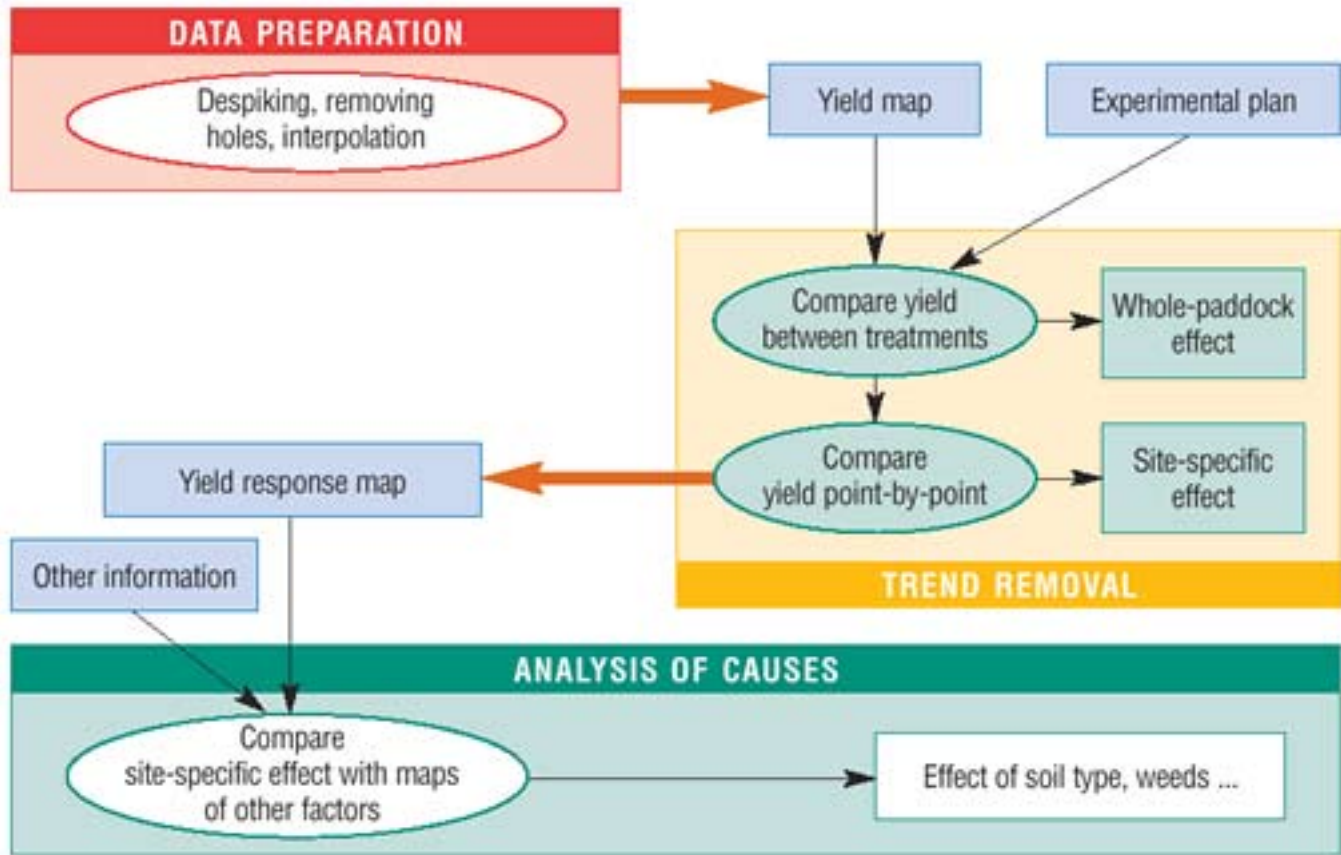 DATA PREPARATION
Despiking, removing
holes, interpolation
Yield map
Experimental plan
Compare yield
between treatments
Whole-paddock
effect
Compare
yield point-by-point
Site-specific
effect
TREND REMOVAL
Yield response map
Other information
ANALYSIS OF CAUSES
Compare
site-specific effect with maps
of other factors
Effect of soil type, weeds ...